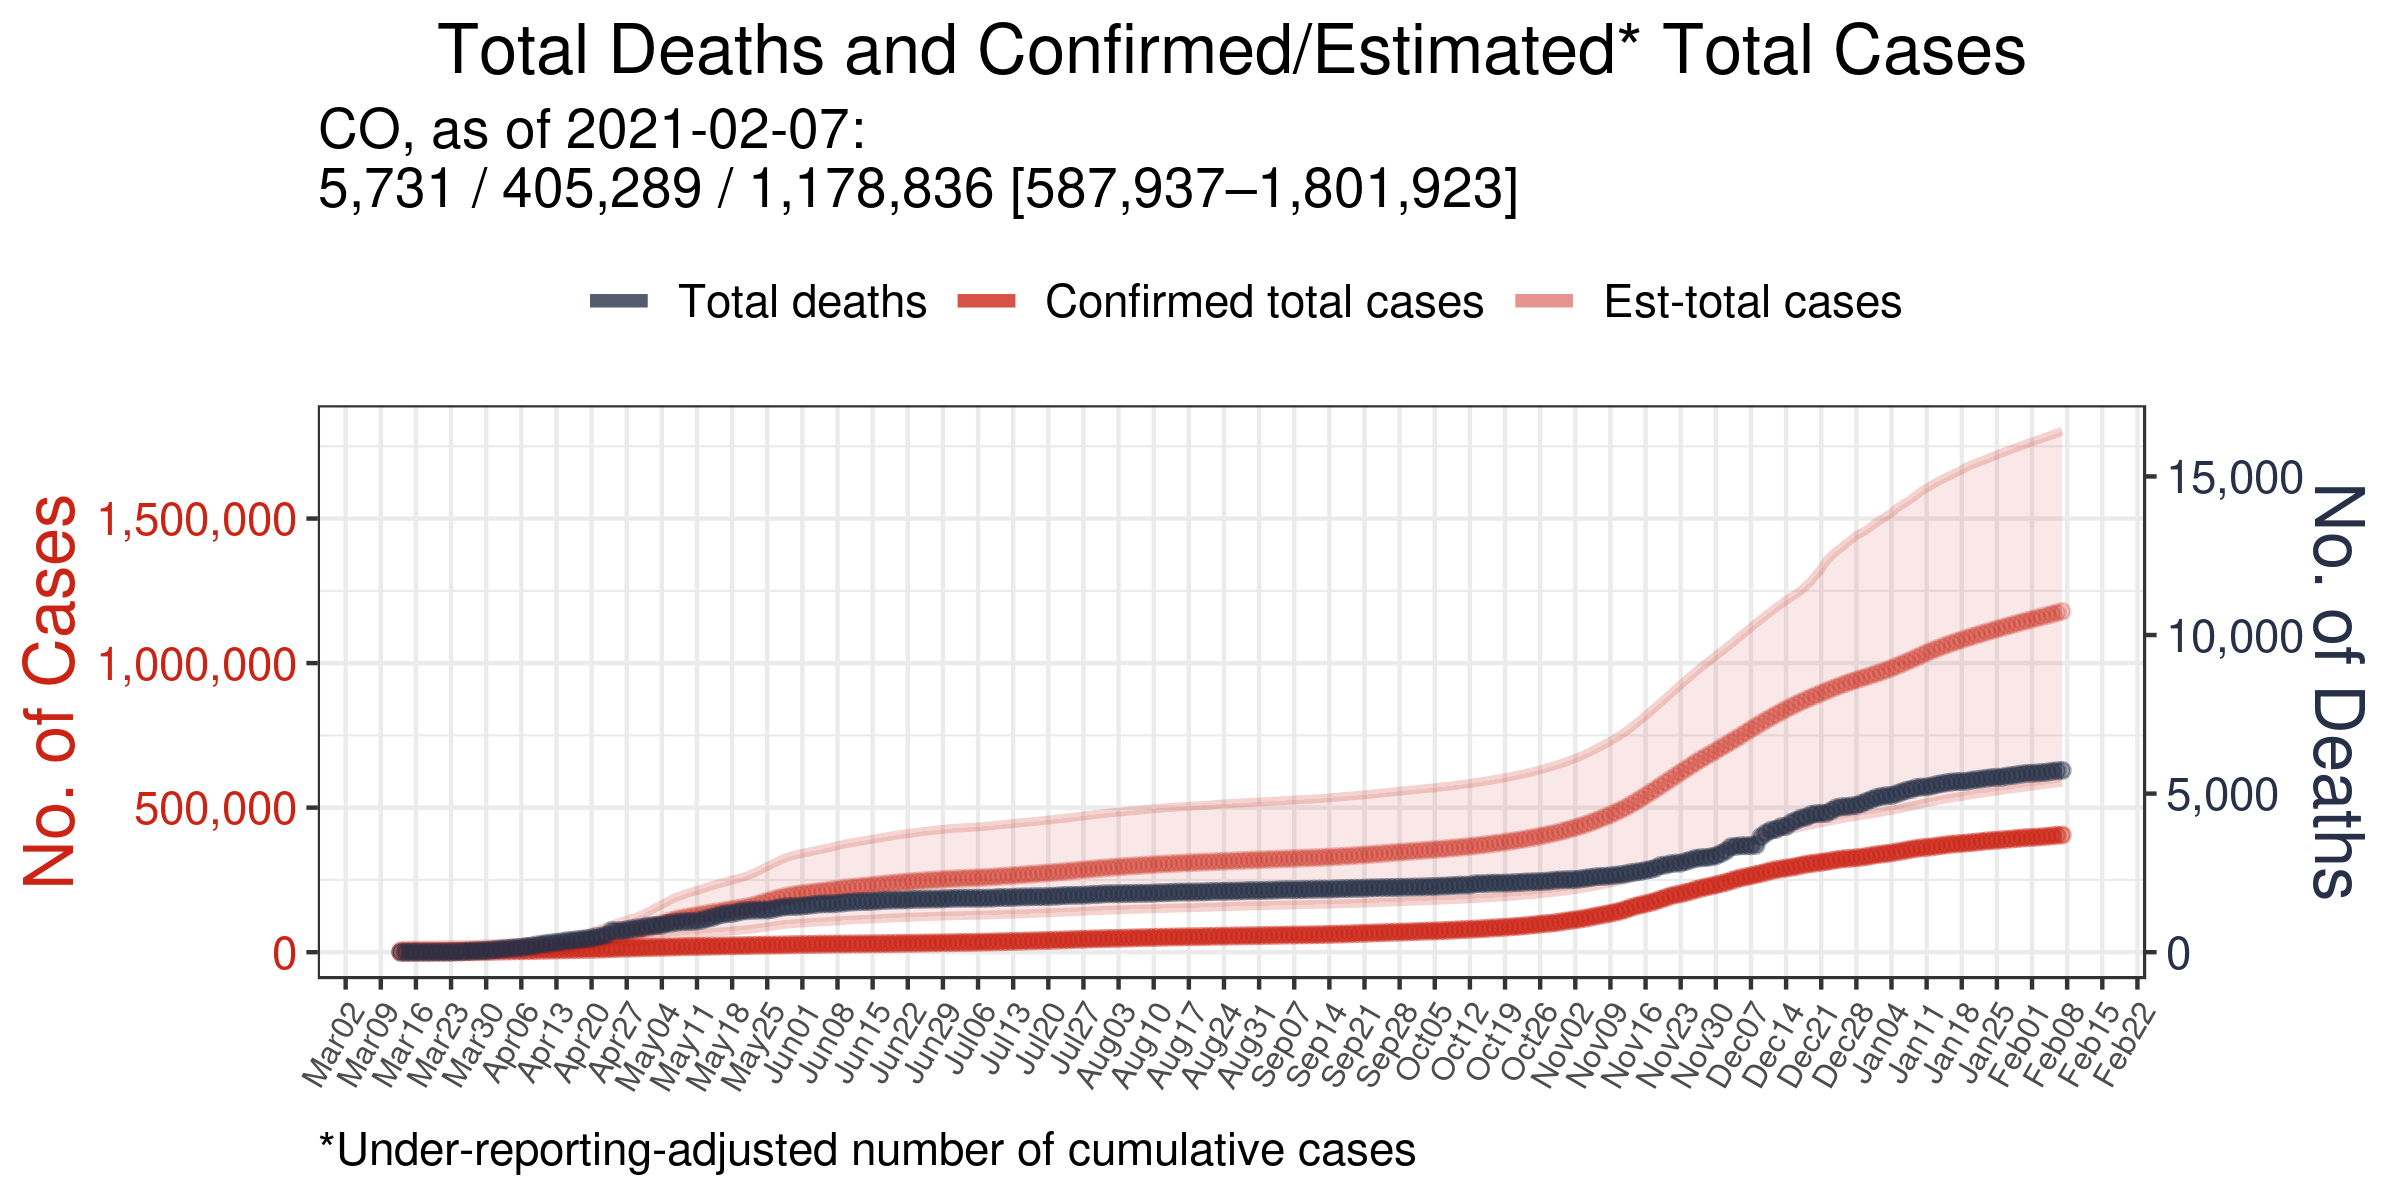 Total Deaths and Confirmed/Estimated* Total Cases
CO, as of 2021-02-07:
5,731 / 405,289 / 1,178,836 [587,937–1,801,923]
Total deaths
Confirmed total cases
Est-total cases
No. of Cases
1,500,000
1,000,000
500,000
0
15,000
10,000
5,000
0
No. of Deaths
Mar02
Mar09
Mar16
Mar23
Mar30
Apr06
Apr13
Apr20
Apr27
May04
May11
May18
May25
Jun01
Jun08
Jun15
Jun22
Jun29
Jul06
Jul13
Jul20
Jul27
Aug03
Aug10
Aug17
Aug24
Aug31
Sep07
Sep14
Sep21
Sep28
Oct05
Oct12
Oct19
Oct26
Nov02
Nov09
Nov16
Nov23
Nov30
Dec07
Dec14
Dec21
Dec28
Jan04
Jan11
Jan18
Jan25
Feb01
Feb08
Feb15
Feb22
*Under-reporting-adjusted number of cumulative cases